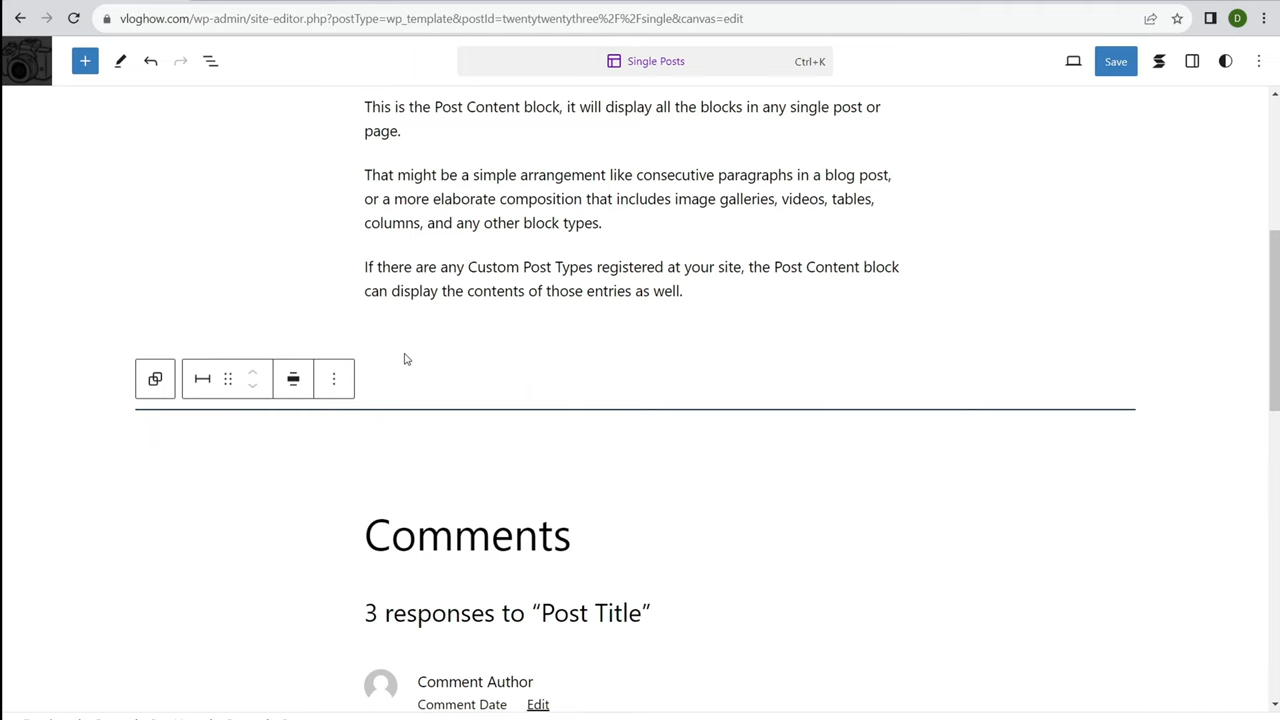 vloghow.com/wp-admin/site-editor.php?postType=wp_template&postId=twentytwentythree%2F%2Fsingle&canvas=edit
D
Single Posts
Ctrl+K
Save
This is the Post Content block, it will display all the blocks in any single post or
page.
That might be a simple arrangement like consecutive paragraphs in a blog post,
or a more elaborate composition that includes image galleries, videos, tables,
columns, and any other block types.
If there are any Custom Post Types registered at your site, the Post Content block
can display the contents of those entries as well.
Comments
3 responses to “Post Title”
Comment Author
Comment Date
Edit